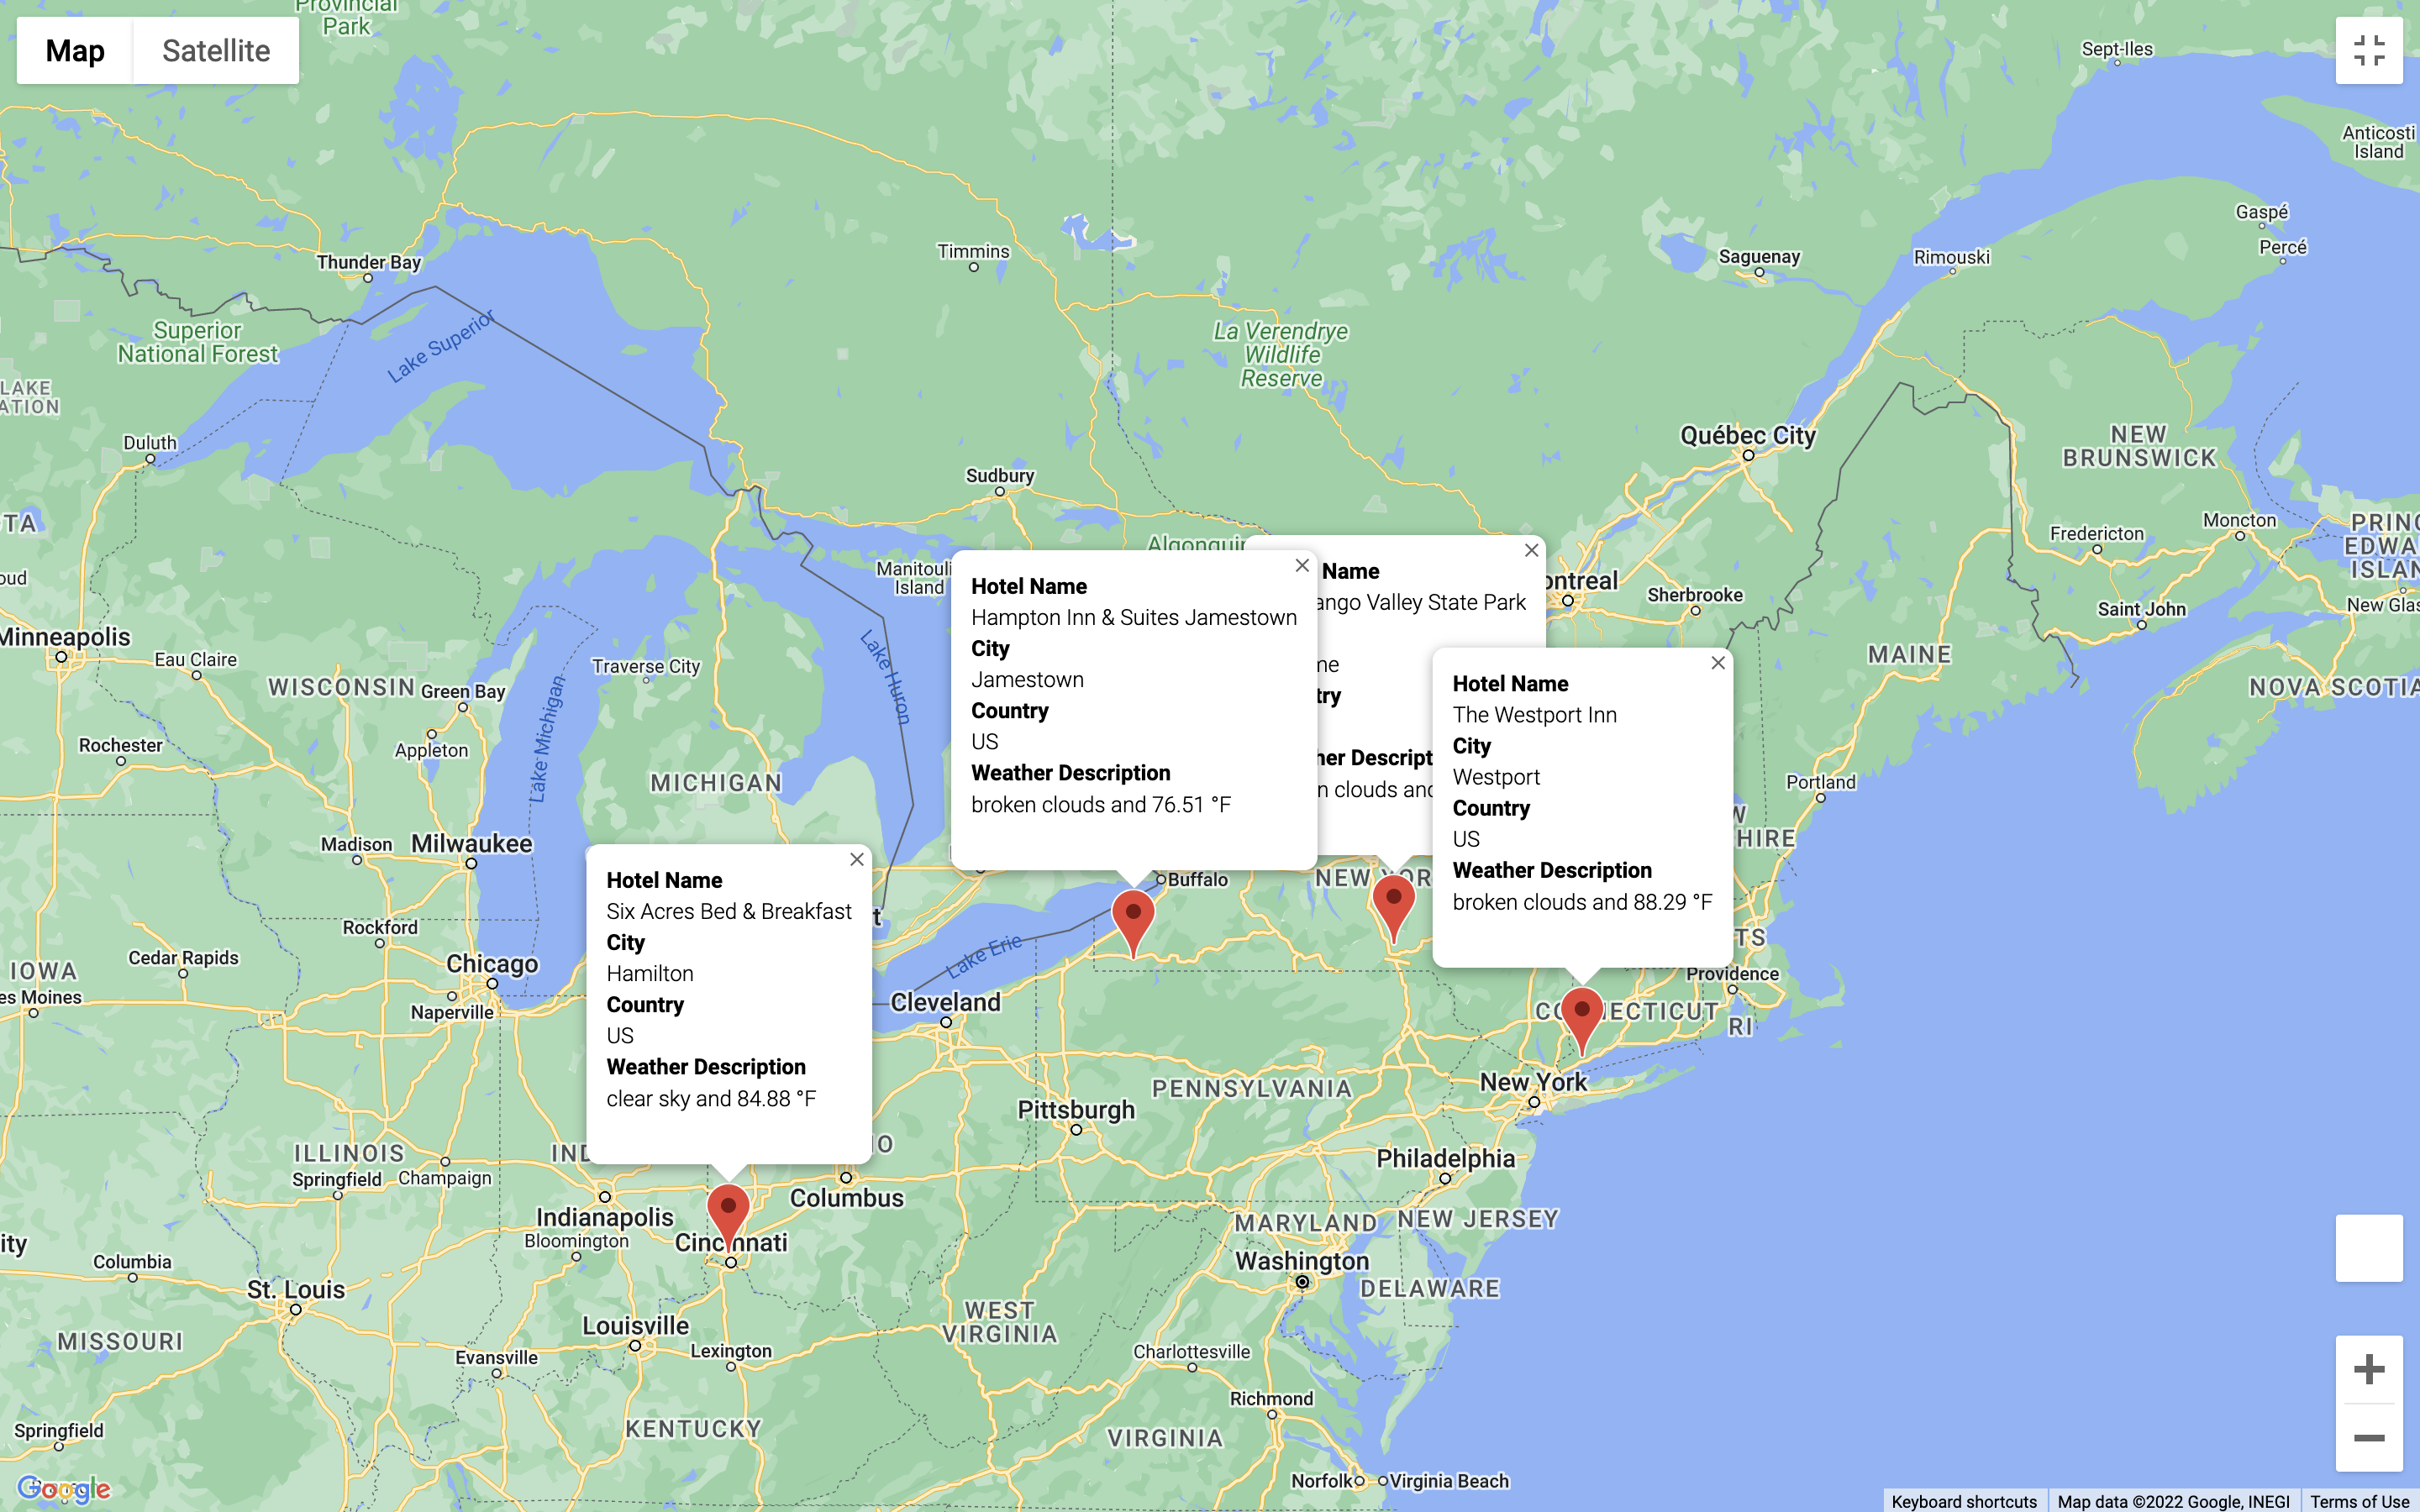 Provincial
Park
Map
Satellite
Sept-Iles
Anticosti
Island
Gaspé
Percé
Rimouski
Saguenay
Timmins
Thunder Bay
Superior
National Forest
Lake Superior
La Verendrye
Wildlife
Reserve
LAKE
ATION
Duluth
Québec City
NEW
BRUNSWICK
Sudbury
TA
Fredericton
Moncton
PRINC
EDWA
ISLAN
New Glas
Saint John
Algonquin
Manitouli
Island
oud
ontreal
Sherbrooke
Minneapolis
Eau Claire
WISCONSIN
Green Bay
Traverse City
Lake Huron
Lake Michigan
MAINE
NOVA SCOTIA
Rochester
Appleton
MICHIGAN
Portland
Hotel Name
Hampton Inn & Suites Jamestown
City
Jamestown
Country
US
Weather Description
broken clouds and 76.51 °F
Name
ango Valley State Park
me
try
her Descript
n clouds and
Hotel Name
The Westport Inn
City
Westport
Country
US
Weather Description
broken clouds and 88.29 °F
W
HIRE
TS
Madison
Milwaukee
Buffalo
NEW YOR
Hotel Name
Six Acres Bed & Breakfast
City
Hamilton
Country
US
Weather Description
clear sky and 84.88 °F
t
Rockford
Lake Erie
IOWA
Cedar Rapids
Chicago
es Moines
Naperville
Cleveland
Providence
CONNECTICUT
RI
New York
PENNSYLVANIA
Pittsburgh
ILLINOIS
IND
IO
Springfield
Champaign
Columbus
Philadelphia
Indianapolis
Bloomington
Cincinnati
MARYLAND
NEW JERSEY
ity
Columbia
St. Louis
Washington
DELAWARE
WEST
VIRGINIA
MISSOURI
Louisville
Evansville
Lexington
Charlottesville
Richmond
Springfield
KENTUCKY
VIRGINIA
Norfolk
Virginia Beach
Google
Keyboard shortcuts
Map data ©2022 Google, INEGI
Terms of Use